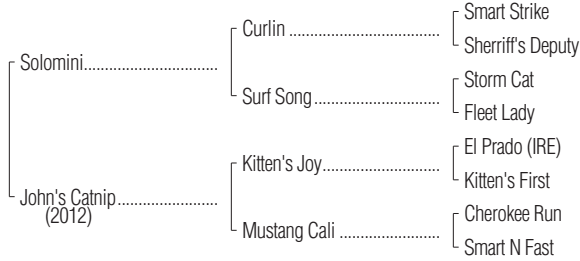 Smart Strike
Curlin
Sherriff's Deputy
Solomini
Storm Cat
Surf Song
Fleet Lady
El Prado (IRE)
Kitten's Joy
Kitten's First
John's Catnip
(2012)
Cherokee Run
Mustang Cali
Smart N Fast